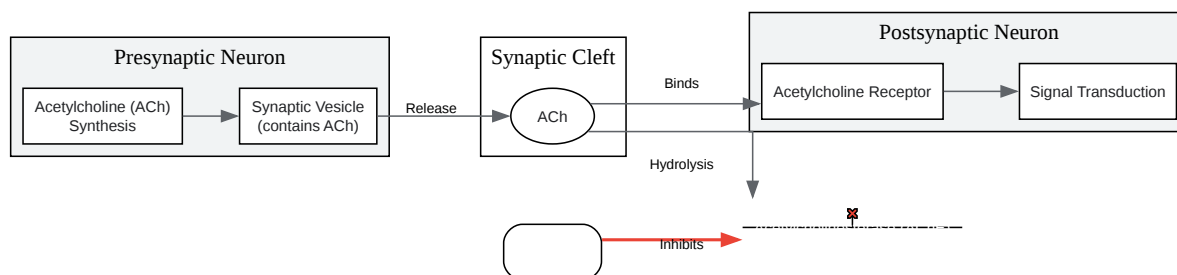 Presynaptic Neuron
Acetylcholine (ACh)
Synthesis
Synaptic Vesicle
(contains ACh)
Release
Synaptic Cleft
ACh
Binds
Hydrolysis
Postsynaptic Neuron
Acetylcholine Receptor
Signal Transduction
Inhibits